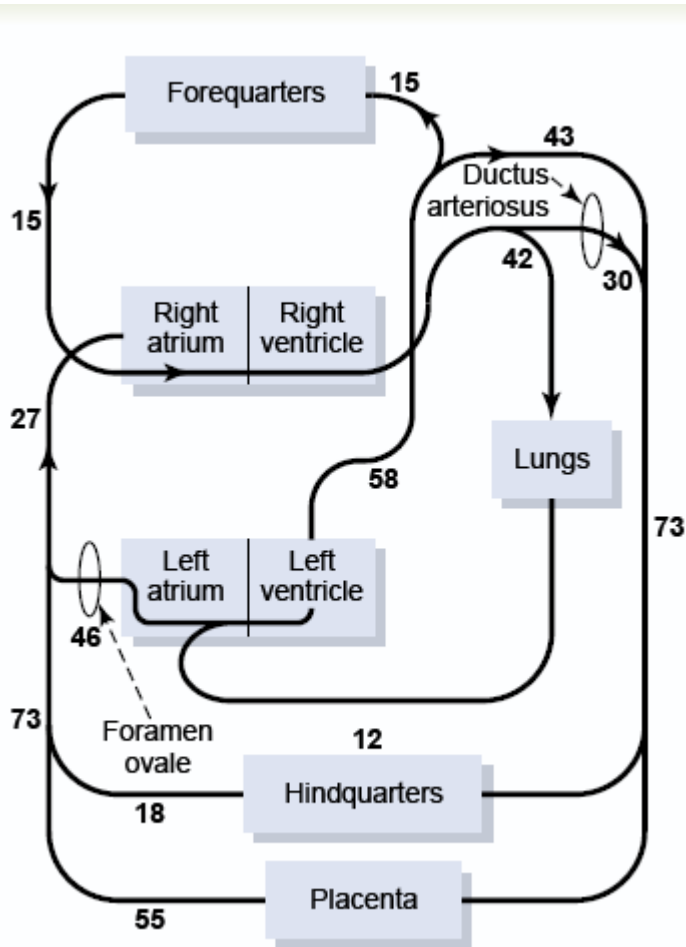 Forequarters
15
43
Ductus
arteriosus
15
42
30
Right
atrium
Right
ventricle
27
Lungs
58
73
Left
atrium
Left
ventricle
46
73
Foramen
ovale
12
Hindquarters
18
Placenta
55